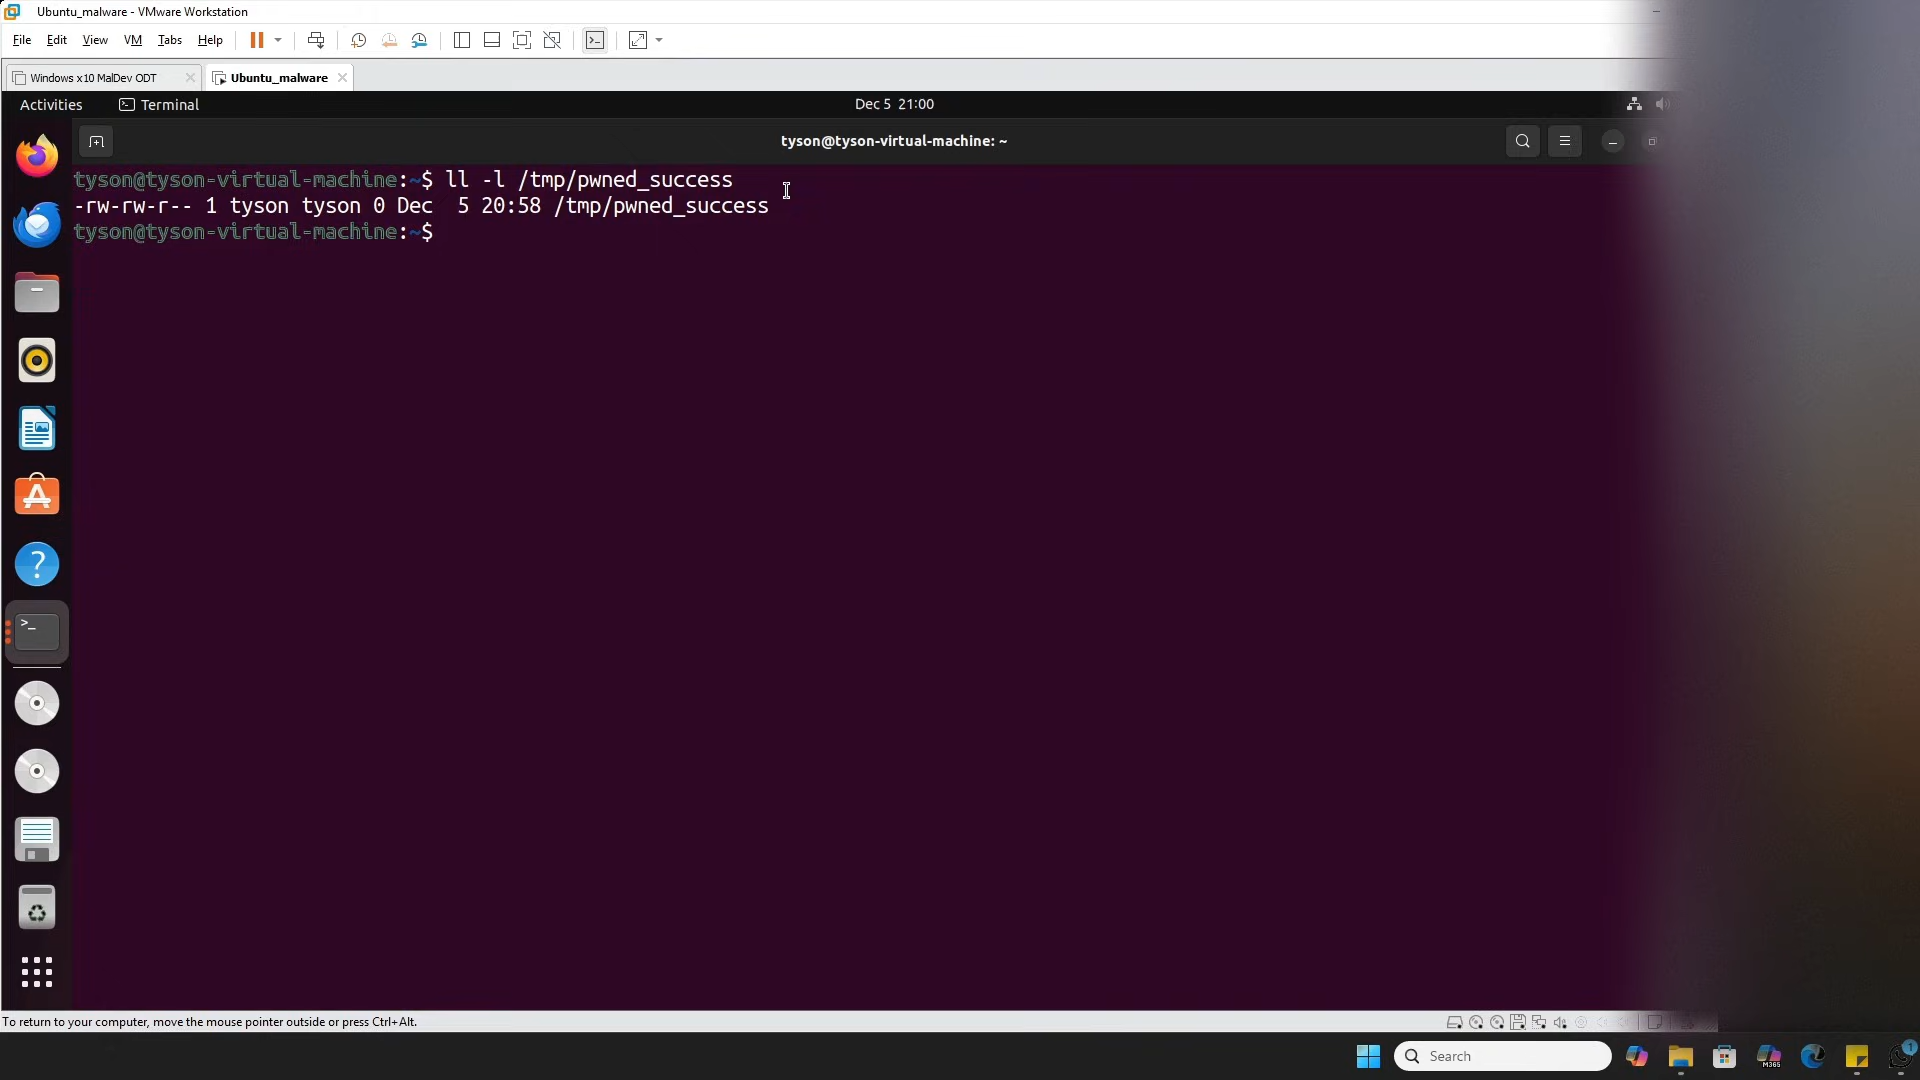 Ubuntu_malware - VMware Workstation
File Edit View VM Tabs Help
Windows x10 MalDev ODT Ubuntu_malware
Activities Terminal Dec 5 21:00
tyson@tyson-virtual-machine: ~
tyson@tyson-virtual-machine:~$ ll -l /tmp/pwned_success
-rw-rw-r-- 1 tyson tyson 0 Dec  5 20:58 /tmp/pwned_success
tyson@tyson-virtual-machine:~$
To return to your computer, move the mouse pointer outside or press Ctrl+Alt.
Search
M365
1